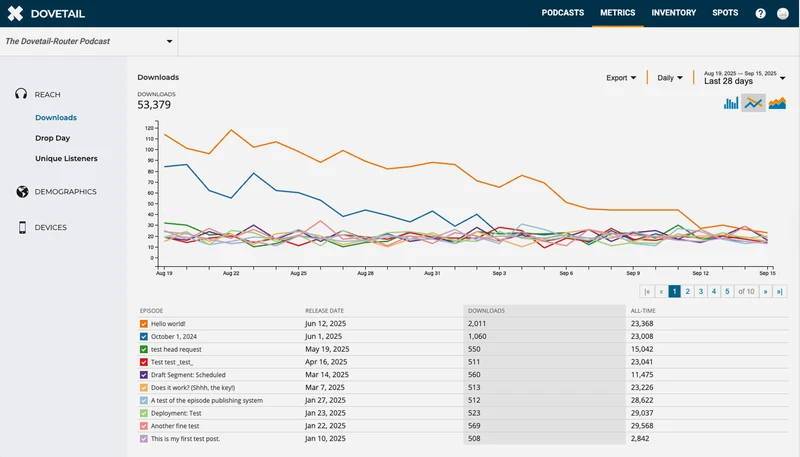 DOVETAIL
PODCASTS METRICS INVENTORY SPOTS ?
The Dovetail-Router Podcast
REACH
Downloads
Drop Day
Unique Listeners
DEMOGRAPHICS
DEVICES
Downloads
Export Daily Aug 19, 2025 — Sep 15, 2025
Last 28 days
DOWNLOADS
53,379
120
110
100
90
80
70
60
50
40
30
20
10
0
Aug 19 Aug 22 Aug 25 Aug 28 Aug 31 Sep 3 Sep 6 Sep 9 Sep 12 Sep 15
|« « 1 2 3 4 5 of 10 » »|
EPISODE RELEASE DATE DOWNLOADS ALL-TIME
Hello world! Jun 12, 2025 2,011 23,368
October 1, 2024 Jun 1, 2025 1,060 23,008
test head request May 19, 2025 550 15,042
Test test _test_ Apr 16, 2025 511 23,041
Draft Segment: Scheduled Mar 14, 2025 560 11,475
Does it work? (Shhh, the key!) Mar 7, 2025 513 23,226
A test of the episode publishing system Jan 27, 2025 512 28,622
Deployment: Test Jan 23, 2025 523 29,037
Another fine test Jan 22, 2025 569 29,568
This is my first test post. Jan 10, 2025 508 2,842